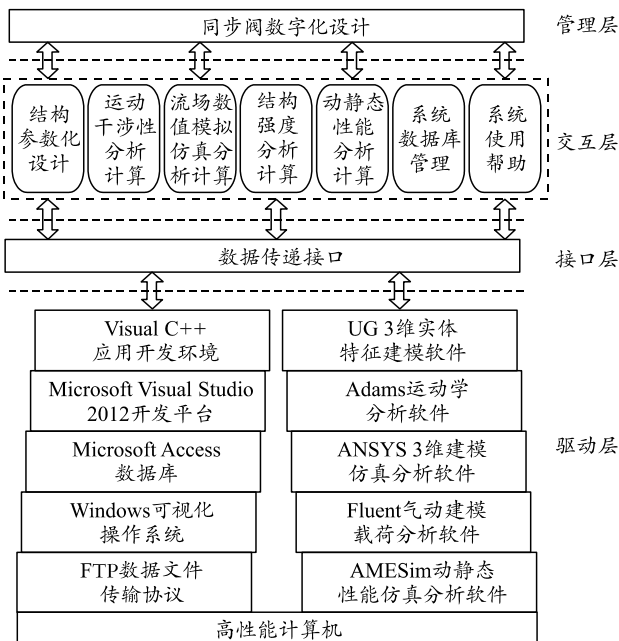 同步阀数字化设计
管理层
结构
参数化
设计
运动
干涉性
分析
计算
流场数
值模拟
仿真分
析计算
结构
强度
分析
计算
动静态
性能
分析
计算
系统
数据库
管理
系统
使用
帮助
交互层
数据传递接口
接口层
Visual C++
应用开发环境
Microsoft Visual Studio
2012开发平台
Microsoft Access
数据库
Windows可视化
操作系统
FTP数据文件
传输协议
UG 3维实体
特征建模软件
Adams运动学
分析软件
ANSYS 3维建模
仿真分析软件
Fluent气动建模
载荷分析软件
AMESim动静态
性能仿真分析软件
驱动层
高性能计算机